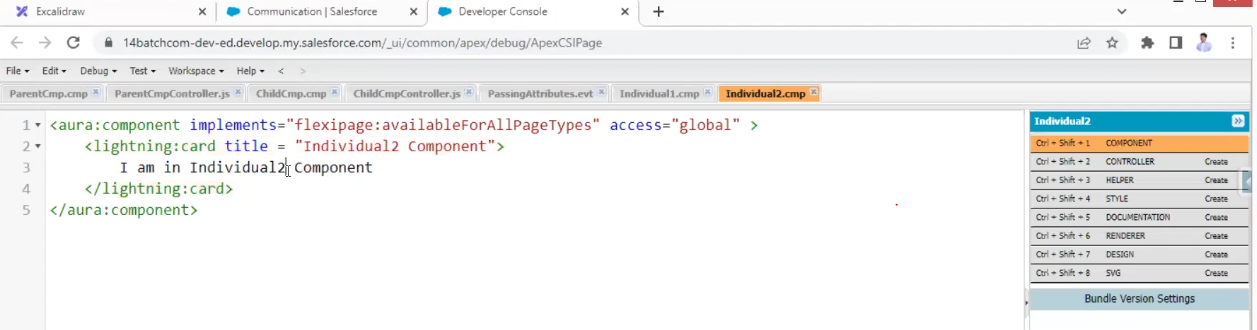 Excalidraw
Communication | Salesforce
Developer Console
14batchcom-dev-ed.develop.my.salesforce.com/_ui/common/apex/debug/ApexCSIPage
File Edit Debug Test Workspace Help < >
ParentCmp.cmp ParentCmpController.js ChildCmp.cmp ChildCmpController.js PassingAttributes.evt Individual1.cmp Individual2.cmp
1 <aura:component implements="flexipage:availableForAllPageTypes" access="global" >
2 <lightning:card title = "Individual2 Component">
3 I am in Individual2 Component
4 </lightning:card>
5 </aura:component>
Individual2
Ctrl + Shift + 1 COMPONENT
Ctrl + Shift + 2 CONTROLLER Create
Ctrl + Shift + 3 HELPER Create
Ctrl + Shift + 4 STYLE Create
Ctrl + Shift + 5 DOCUMENTATION Create
Ctrl + Shift + 6 RENDERER Create
Ctrl + Shift + 7 DESIGN Create
Ctrl + Shift + 8 SVG Create
Bundle Version Settings